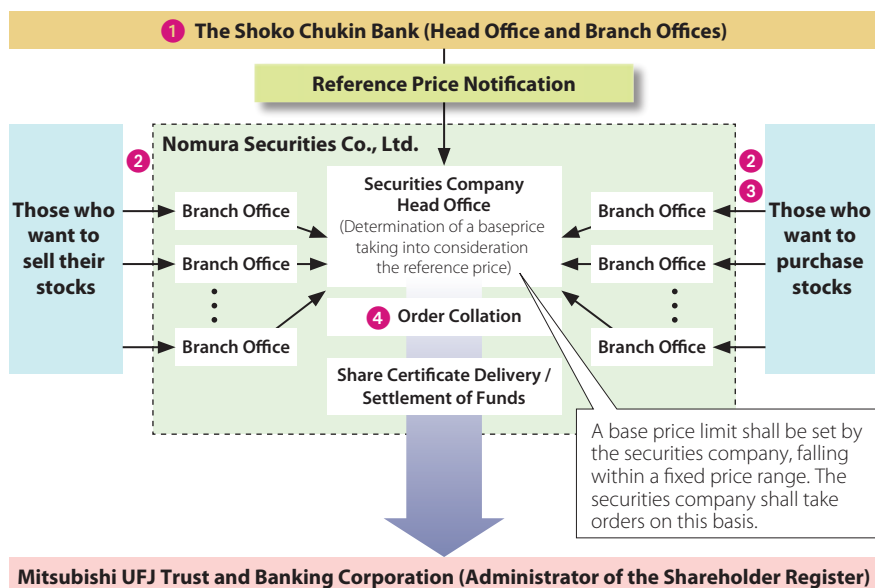 1 The Shoko Chukin Bank (Head Office and Branch Offices)
Reference Price Notification
Nomura Securities Co., Ltd.
2
Those who
want to
sell their
stocks
Branch Office
Branch Office
Branch Office
Securities Company
Head Office
(Determination of a baseprice
taking into consideration
the reference price)
4 Order Collation
Share Certificate Delivery /
Settlement of Funds
Branch Office
Branch Office
Branch Office
2
3
Those who
want to
purchase
stocks
A base price limit shall be set by
the securities company, falling
within a fixed price range. The
securities company shall take
orders on this basis.
Mitsubishi UFJ Trust and Banking Corporation (Administrator of the Shareholder Register)